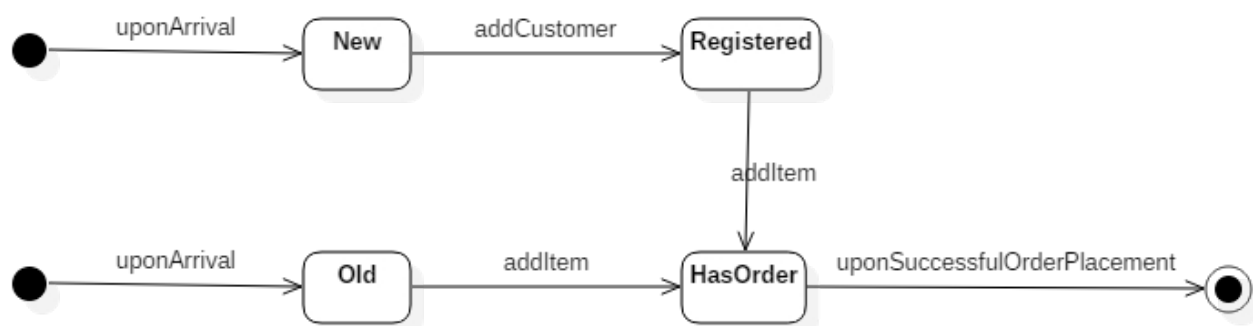 uponArrival
New
addCustomer
Registered
addItem
uponArrival
Old
addItem
HasOrder
uponSuccessfulOrderPlacement